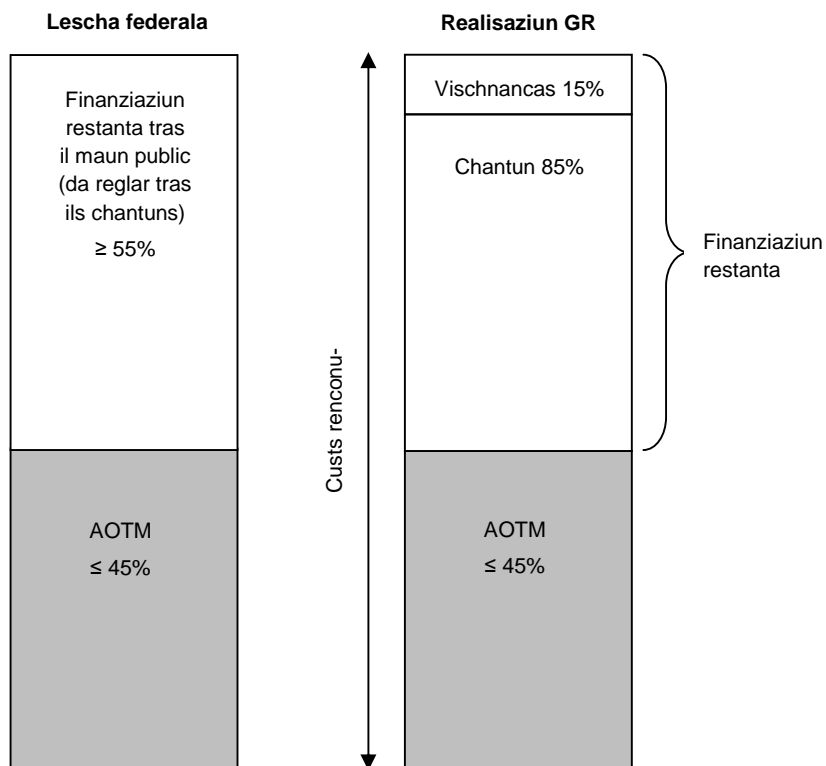 Lescha federala
Finanziaziun
restanta tras
il maun public
(da reglar tras
ils chantuns)
≥ 55%
AOTM
≤ 45%
Custs renconu-
Realisaziun GR
Vischnancas 15%
Chantun 85%
AOTM
≤ 45%
Finanziaziun
restanta